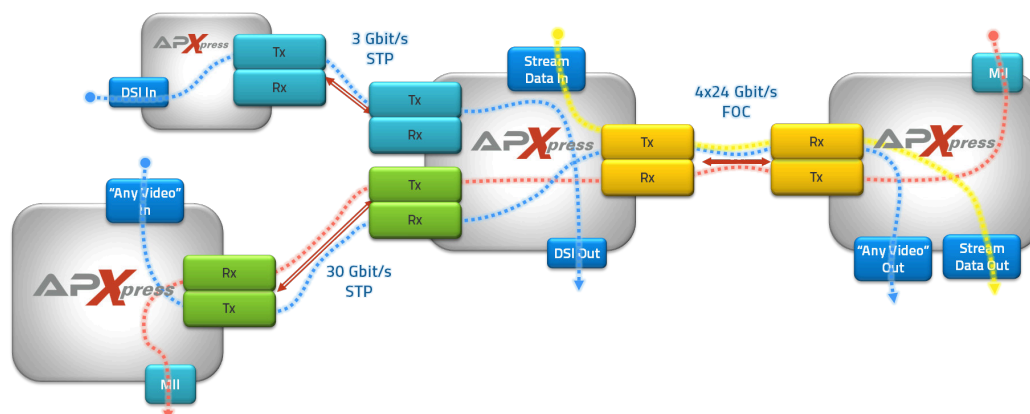 APXpress
Tx
Rx
DSI In
3 Gbit/s
STP
Tx
Rx
Stream
Data In
APXpress
4x24 Gbit/s
FOC
Tx
Rx
Rx
Tx
MII
APXpress
"Any Video"
In
Tx
Rx
DSI Out
"Any Video"
Out
Stream
Data Out
APXpress
Rx
Tx
30 Gbit/s
STP
MII